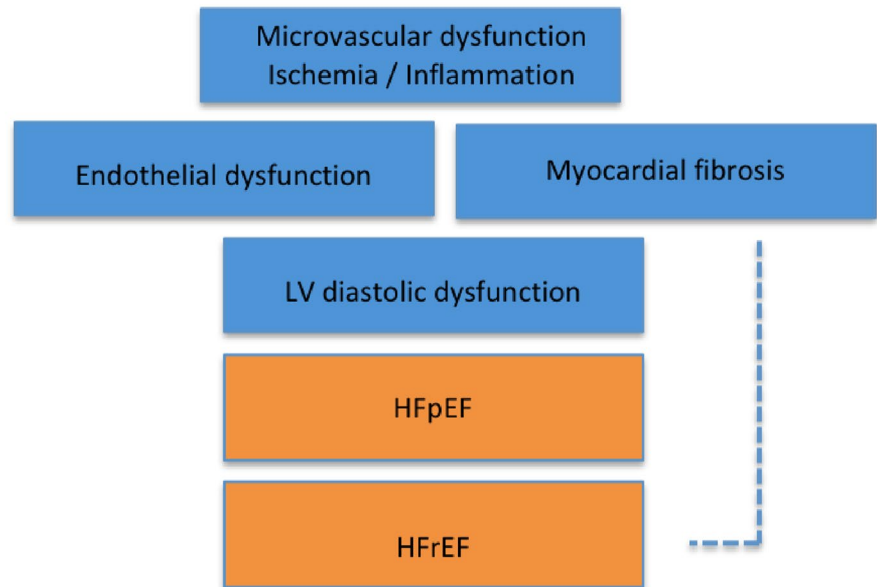 Microvascular dysfunction
Ischemia / Inflammation
Endothelial dysfunction
Myocardial fibrosis
LV diastolic dysfunction
HFpEF
HFrEF